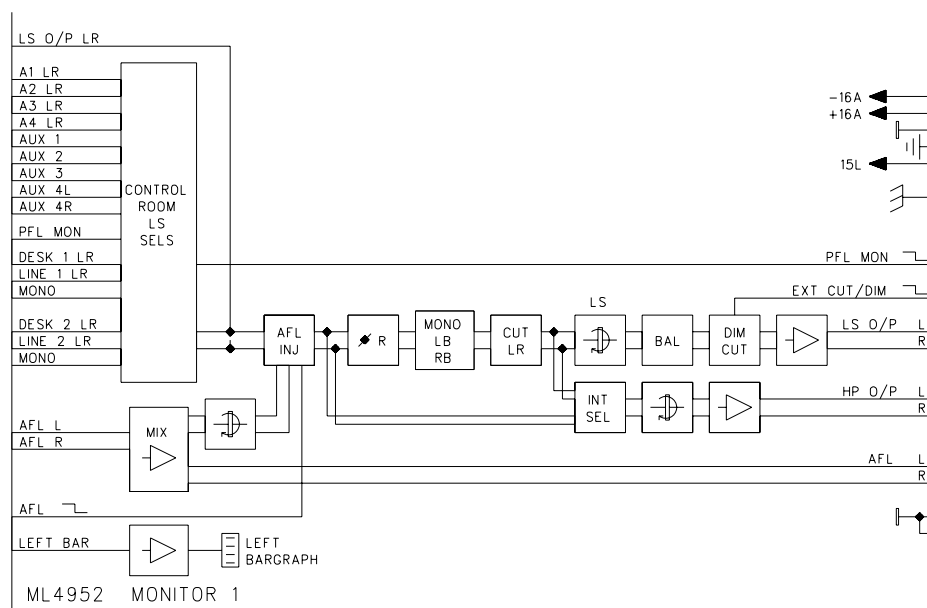 LS O/P LR
A1 LR
A2 LR
A3 LR
A4 LR
AUX 1
AUX 2
AUX 3
AUX 4L
AUX 4R
PFL MON
DESK 1 LR
LINE 1 LR
MONO
DESK 2 LR
LINE 2 LR
MONO
CONTROL
ROOM
LS
SELS
-16A
+16A
15L
PFL MON
EXT CUT/DIM
AFL
INJ
R
MONO
LB
RB
CUT
LR
LS
BAL
DIM
CUT
LS O/P L
R
INT
SEL
HP O/P L
R
AFL L
AFL R
MIX
AFL L
R
AFL
LEFT BAR
LEFT
BARGRAPH
ML4952 MONITOR 1